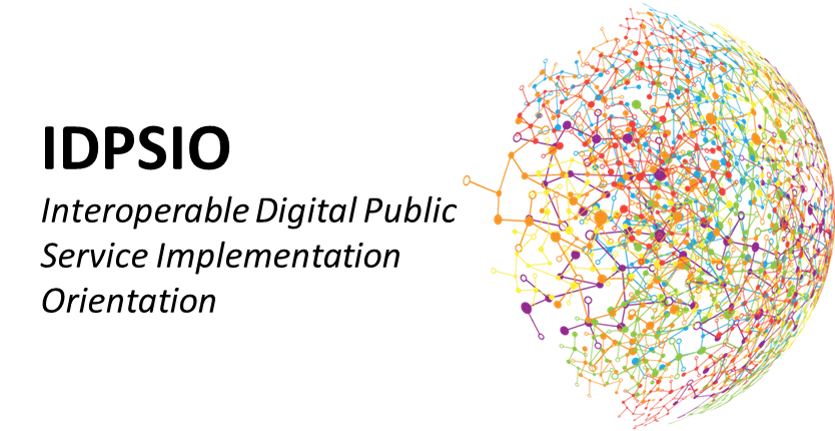 IDPSIO
Interoperable Digital Public
Service Implementation
Orientation